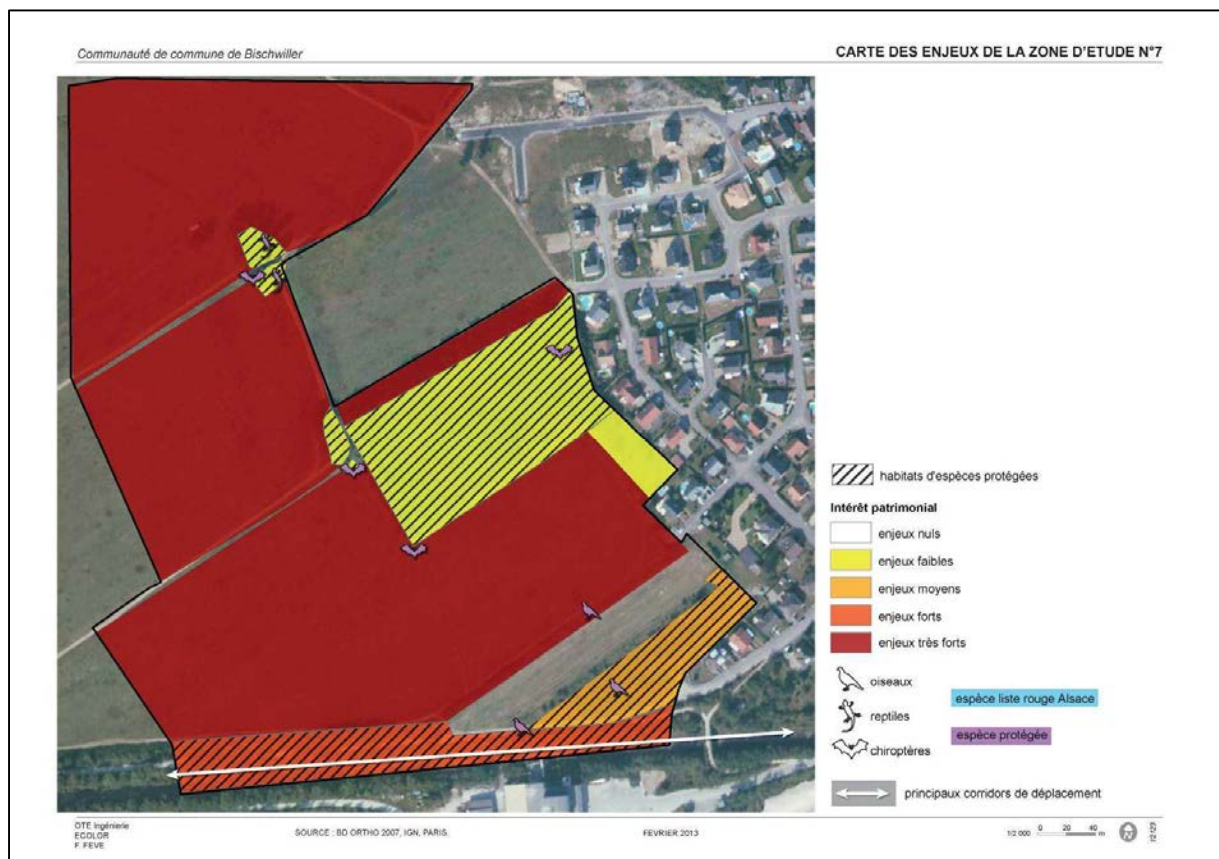 Communauté de commune de Bischwiller
CARTE DES ENJEUX DE LA ZONE D'ETUDE N°7
habitats d'espèces protégées
Intérêt patrimonial
enjeux nuls
enjeux faibles
enjeux moyens
enjeux forts
enjeux très forts
oiseaux
espèce liste rouge Alsace
reptiles
espèce protégée
chiroptères
principaux corridors de déplacement
OTE Ingénierie
ECOLOR
F. FEVE
SOURCE : BD ORTHO 2007, IGN, PARIS.
FEVRIER 2013
1/2 000 0 20 40 m
12123